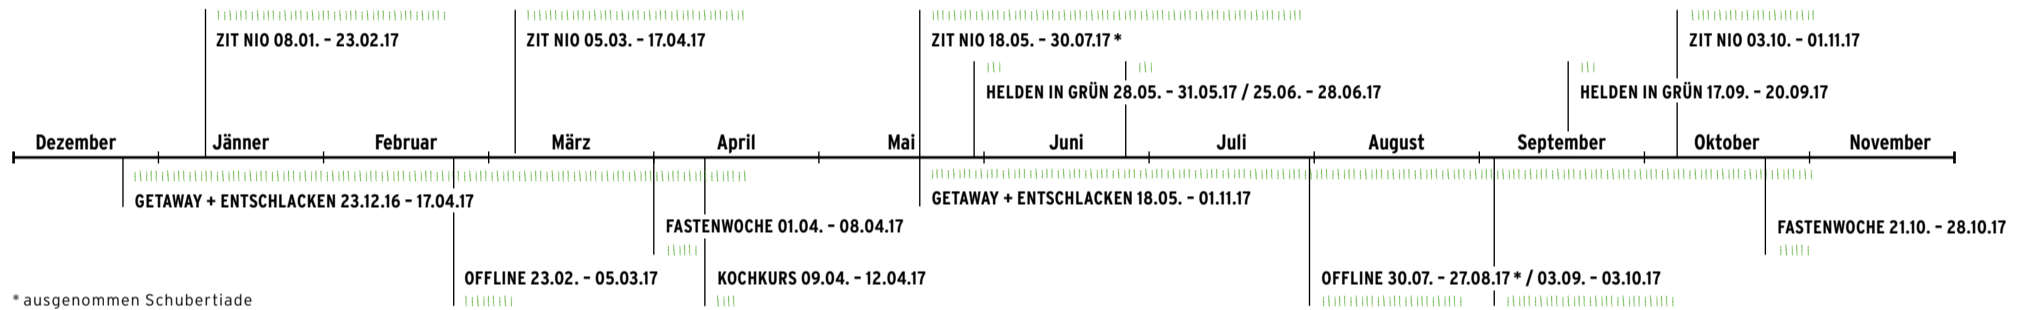 ZIT NIO 08.01. – 23.02.17
ZIT NIO 05.03. – 17.04.17
ZIT NIO 18.05. – 30.07.17 *
ZIT NIO 03.10. – 01.11.17
HELDEN IN GRÜN 28.05. – 31.05.17 / 25.06. – 28.06.17
HELDEN IN GRÜN 17.09. – 20.09.17
Dezember
Jänner
Februar
März
April
Mai
Juni
Juli
August
September
Oktober
November
GETAWAY + ENTSCHLACKEN 23.12.16 – 17.04.17
GETAWAY + ENTSCHLACKEN 18.05. – 01.11.17
FASTENWOCHE 01.04. – 08.04.17
FASTENWOCHE 21.10. – 28.10.17
OFFLINE 23.02. – 05.03.17
KOCHKURS 09.04. – 12.04.17
OFFLINE 30.07. – 27.08.17 * / 03.09. – 03.10.17
* ausgenommen Schubertiade